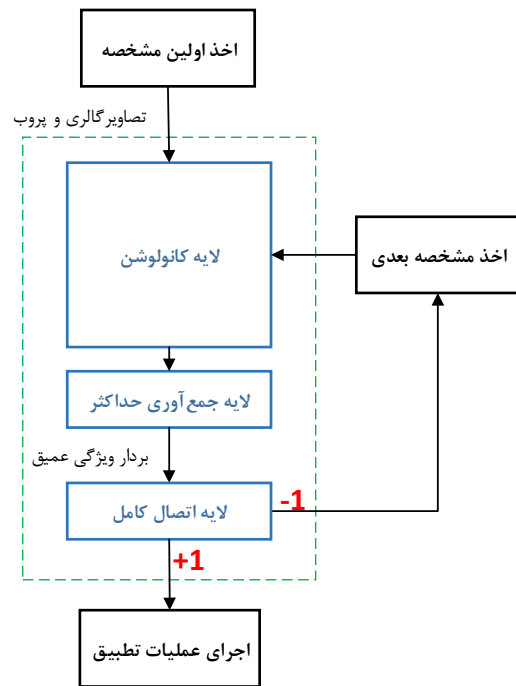 اخذ اولین مشخصه
تصاویرگالری و پروب
لایه کانولوشن
اخذ مشخصه بعدی
لایه جمع‌آوری حداکثر
بردار ویژگی عمیق
لایه اتصال کامل
-1
+1
اجرای عملیات تطبیق